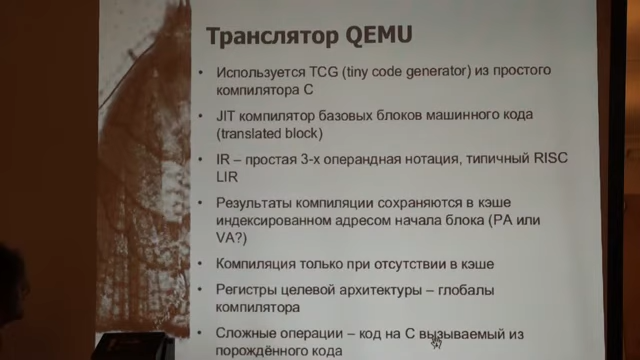 Транслятор QEMU
• Используется TCG (tiny code generator) из простого
компилятора C
• JIT компилятор базовых блоков машинного кода
(translated block)
• IR – простая 3-х операндная нотация, типичный RISC
LIR
• Результаты компиляции сохраняются в кэше
индексированном адресом начала блока (PA или
VA?)
• Компиляция только при отсутствии в кэше
• Регистры целевой архитектуры – глобалы
компилятора
• Сложные операции – код на C вызываемый из
порождённого кода